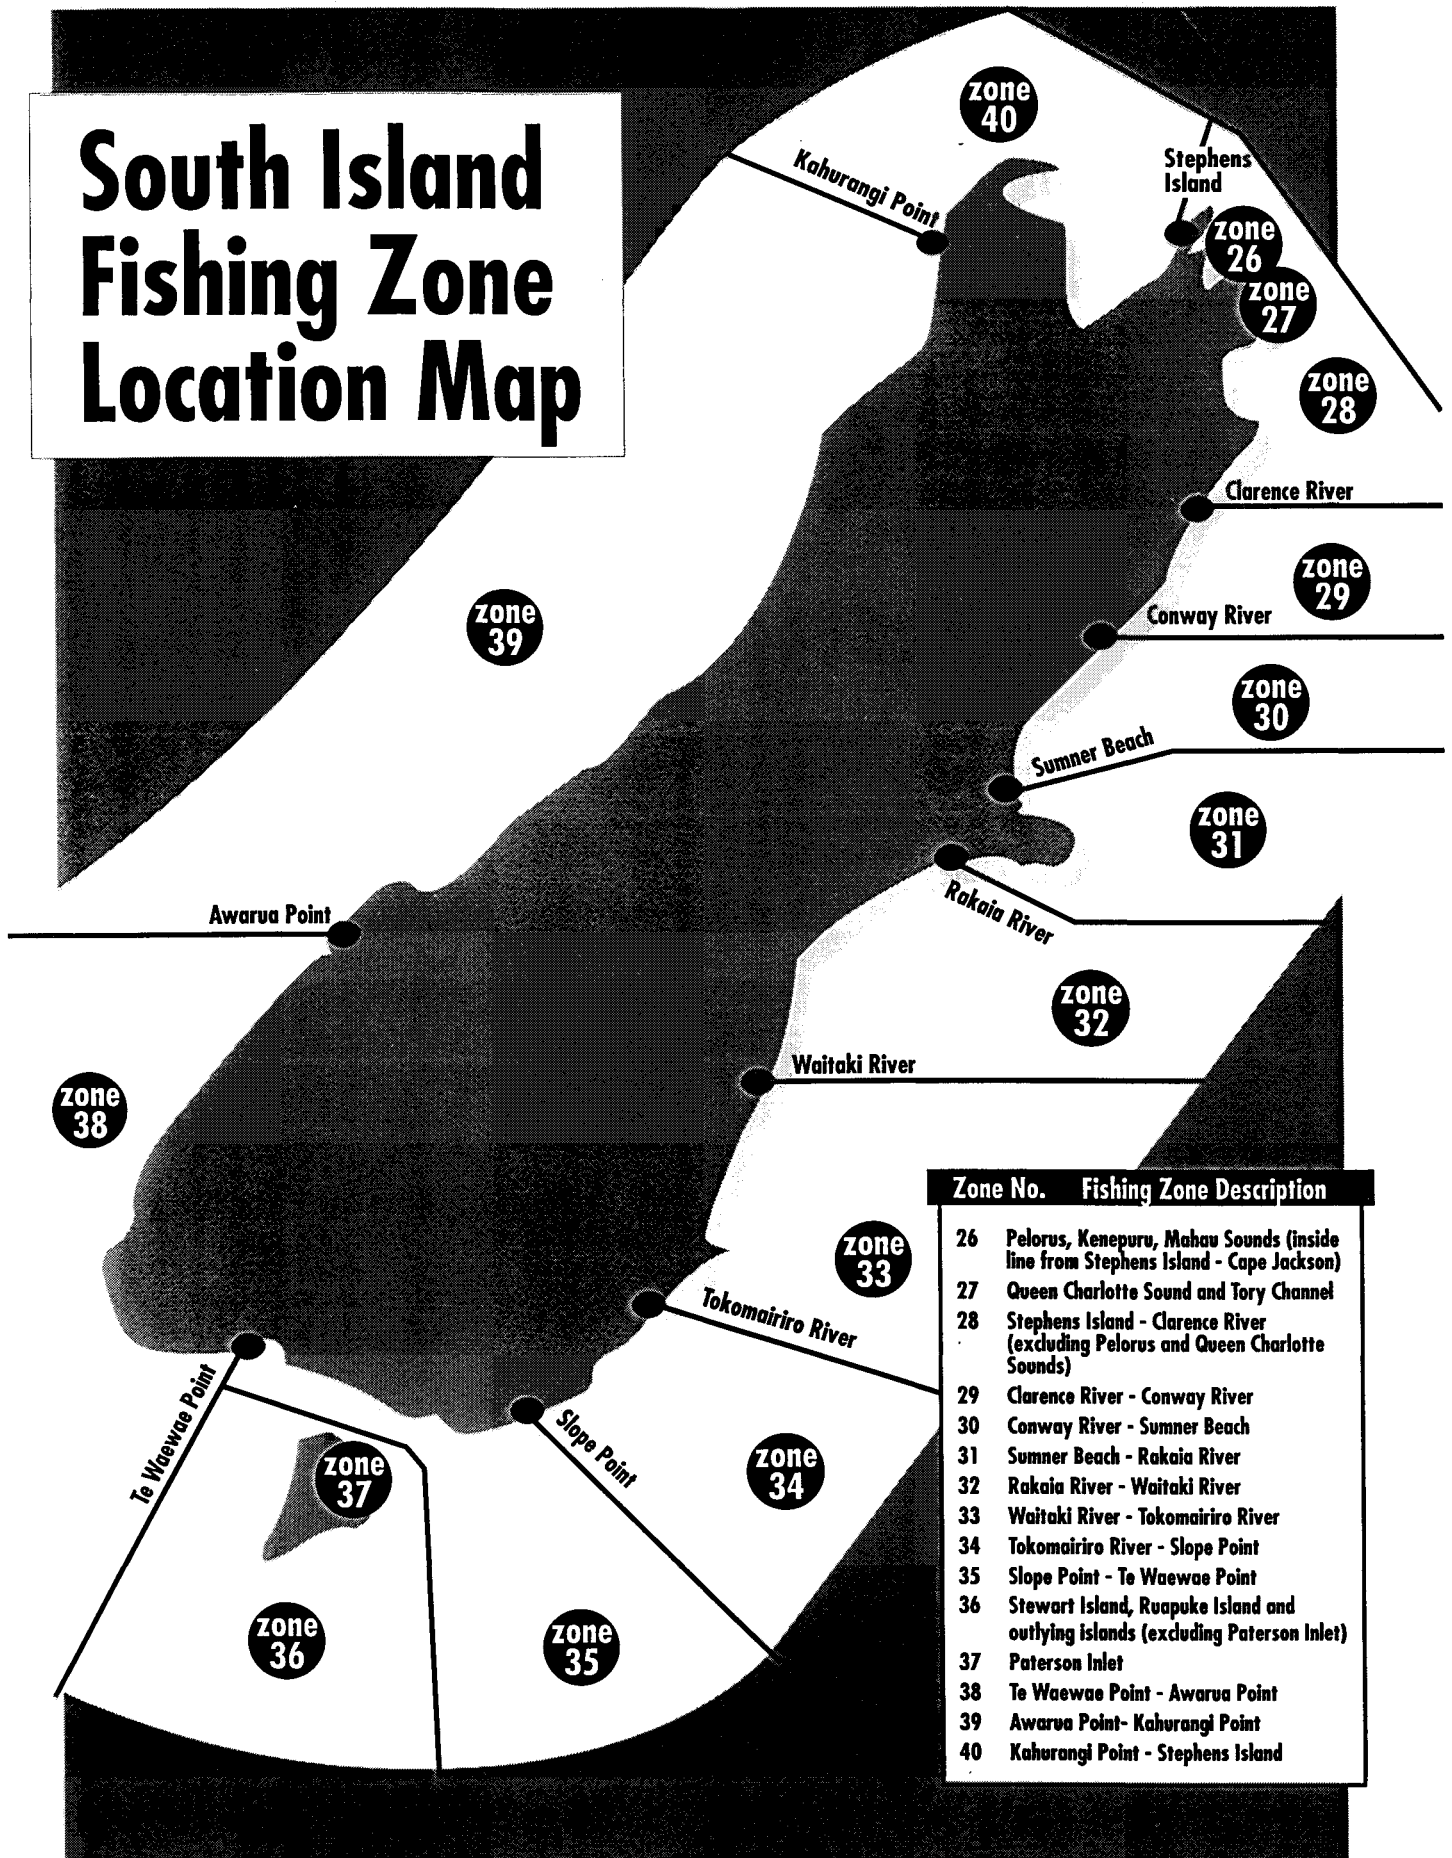 South Island
Fishing Zone
Location Map
zone
40
Kahurangi Point
Stephens
Island
zone
26
zone
27
zone
28
Clarence River
zone
29
Conway River
zone
39
zone
30
Sumner Beach
zone
31
Rakaia River
Awarua Point
zone
32
Waitaki River
zone
38
zone
33
Tokomairiro River
Te Waewae Point
Slope Point
zone
37
zone
34
zone
36
zone
35
Zone No. Fishing Zone Description
26 Pelorus, Kenepuru, Mahau Sounds (inside
line from Stephens Island - Cape Jackson)
27 Queen Charlotte Sound and Tory Channel
28 Stephens Island - Clarence River
(excluding Pelorus and Queen Charlotte
Sounds)
29 Clarence River - Conway River
30 Conway River - Sumner Beach
31 Sumner Beach - Rakaia River
32 Rakaia River - Waitaki River
33 Waitaki River - Tokomairiro River
34 Tokomairiro River - Slope Point
35 Slope Point - Te Waewae Point
36 Stewart Island, Ruapuke Island and
outlying islands (excluding Paterson Inlet)
37 Paterson Inlet
38 Te Waewae Point - Awarua Point
39 Awarua Point- Kahurangi Point
40 Kahurangi Point - Stephens Island